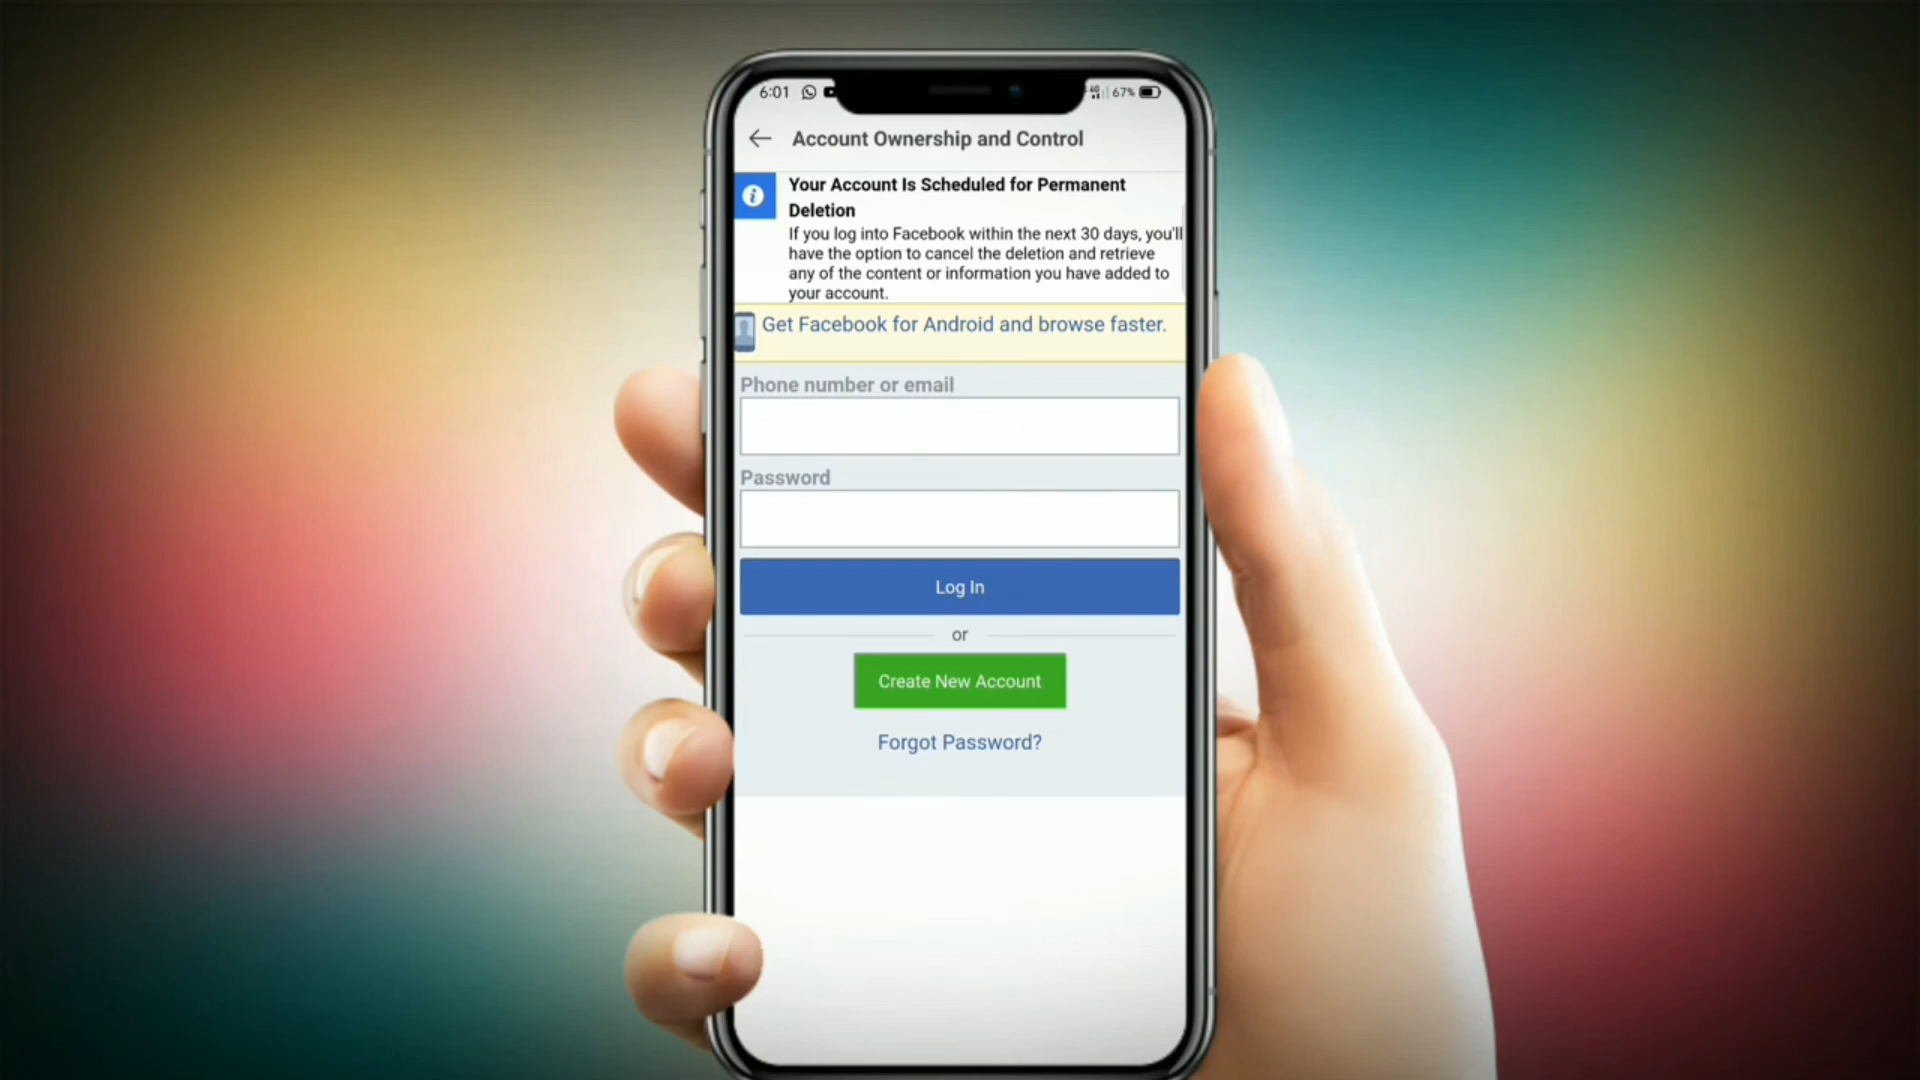 6:01 67%
Account Ownership and Control
Your Account Is Scheduled for Permanent
Deletion
If you log into Facebook within the next 30 days, you'll
have the option to cancel the deletion and retrieve
any of the content or information you have added to
your account.
Get Facebook for Android and browse faster.
Phone number or email
Password
Log In
or
Create New Account
Forgot Password?